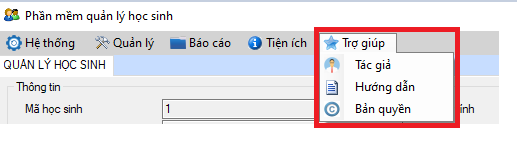 Phần mềm quản lý học sinh
Hệ thống Quản lý Báo cáo Tiện ích Trợ giúp
Tác giả
Hướng dẫn
Bản quyền
QUẢN LÝ HỌC SINH
Thông tin
Mã học sinh 1 sinh